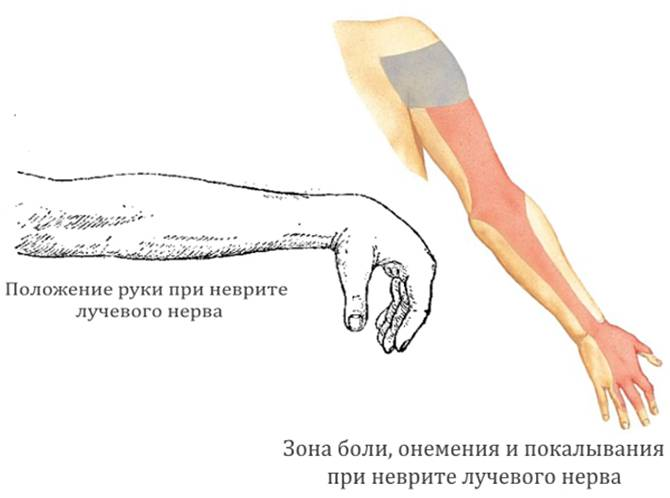 Положение руки при неврите
лучевого нерва
Зона боли, онемения и покалывания
при неврите лучевого нерва